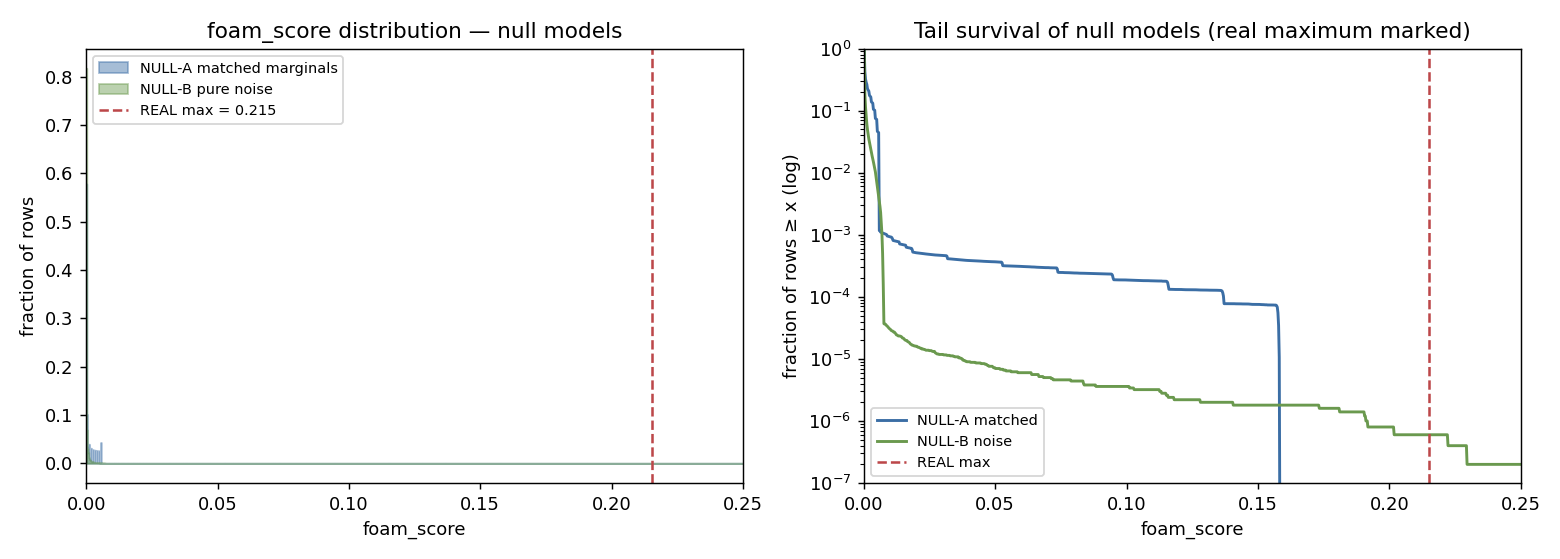 foam_score distribution — null models
NULL-A matched marginals
NULL-B pure noise
REAL max = 0.215
fraction of rows
0.8
0.7
0.6
0.5
0.4
0.3
0.2
0.1
0.0
0.00
0.05
0.10
0.15
0.20
0.25
foam_score
Tail survival of null models (real maximum marked)
fraction of rows ≥ x (log)
10⁰
10⁻¹
10⁻²
10⁻³
10⁻⁴
10⁻⁵
10⁻⁶
10⁻⁷
NULL-A matched
NULL-B noise
REAL max
0.00
0.05
0.10
0.15
0.20
0.25
foam_score